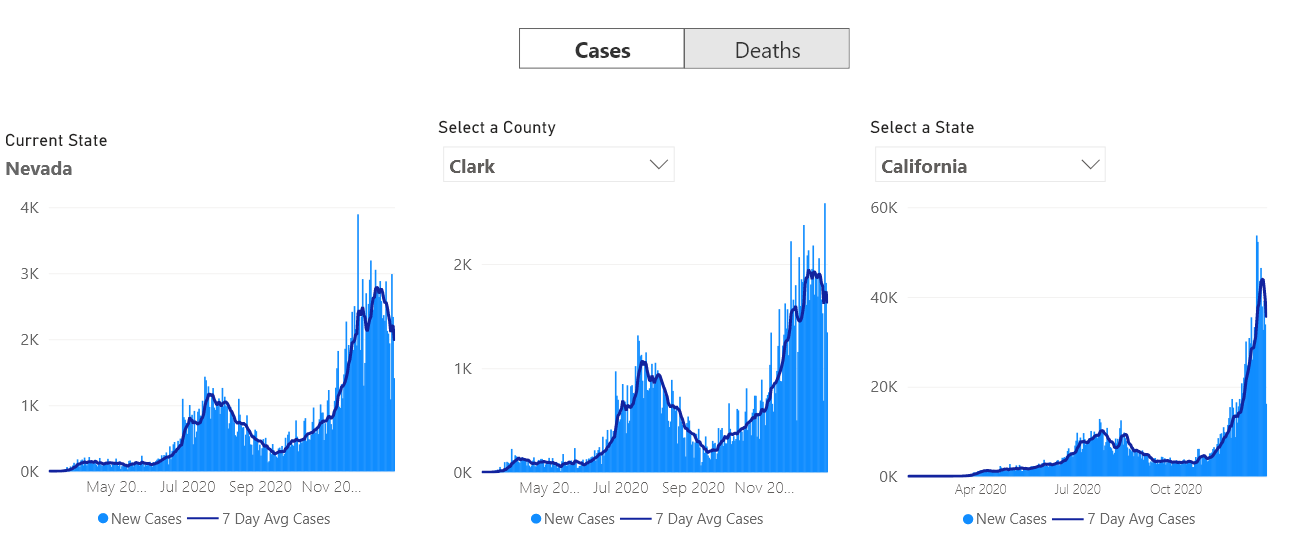 Cases Deaths
Current State
Nevada
4K
3K
2K
1K
0K
May 20... Jul 2020 Sep 2020 Nov 20...
New Cases 7 Day Avg Cases
Select a County
Clark
2K
1K
0K
May 20... Jul 2020 Sep 2020 Nov 20...
New Cases 7 Day Avg Cases
Select a State
California
60K
40K
20K
0K
Apr 2020 Jul 2020 Oct 2020
New Cases 7 Day Avg Cases